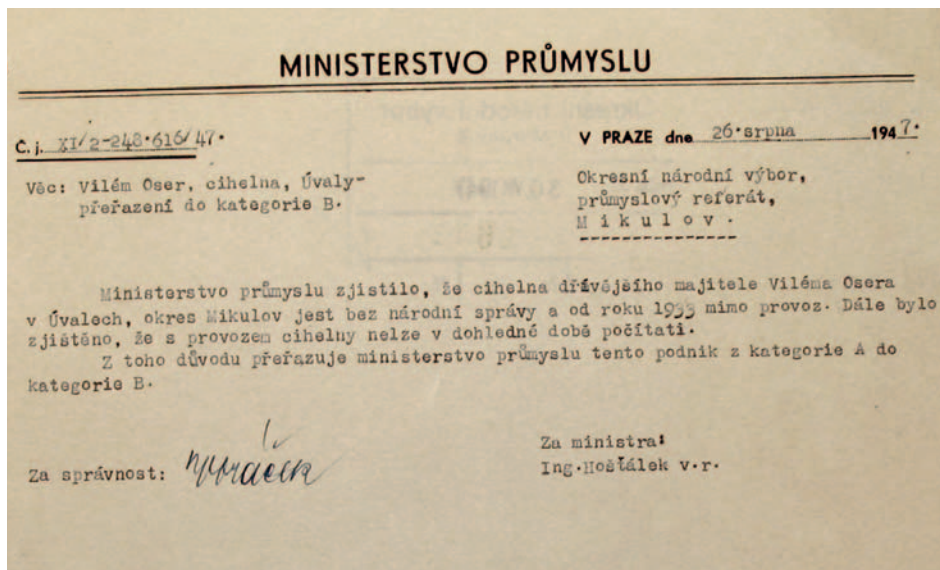 MINISTERSTVO PRŮMYSLU
Č. j. XI/2-248.616/47.
V PRAZE dne 26.srpna 1947.
Věc: Vilém Oser, cihelna, Úvaly-
přeřazení do kategorie B.
Okresní národní výbor,
průmyslový referát,
Mikulov.
Ministerstvo průmyslu zjistilo, že cihelna dřívějšího majitele Viléma Osera
v Úvalech, okres Mikulov jest bez národní správy a od roku 1933 mimo provoz. Dále bylo
zjištěno, že s provozem cihelny nelze v dohledné době počítati.
Z toho důvodu přeřazuje ministerstvo průmyslu tento podnik z kategorie A do
kategorie B.
Za správnost:
Za ministra:
Ing.Hošťálek v.r.